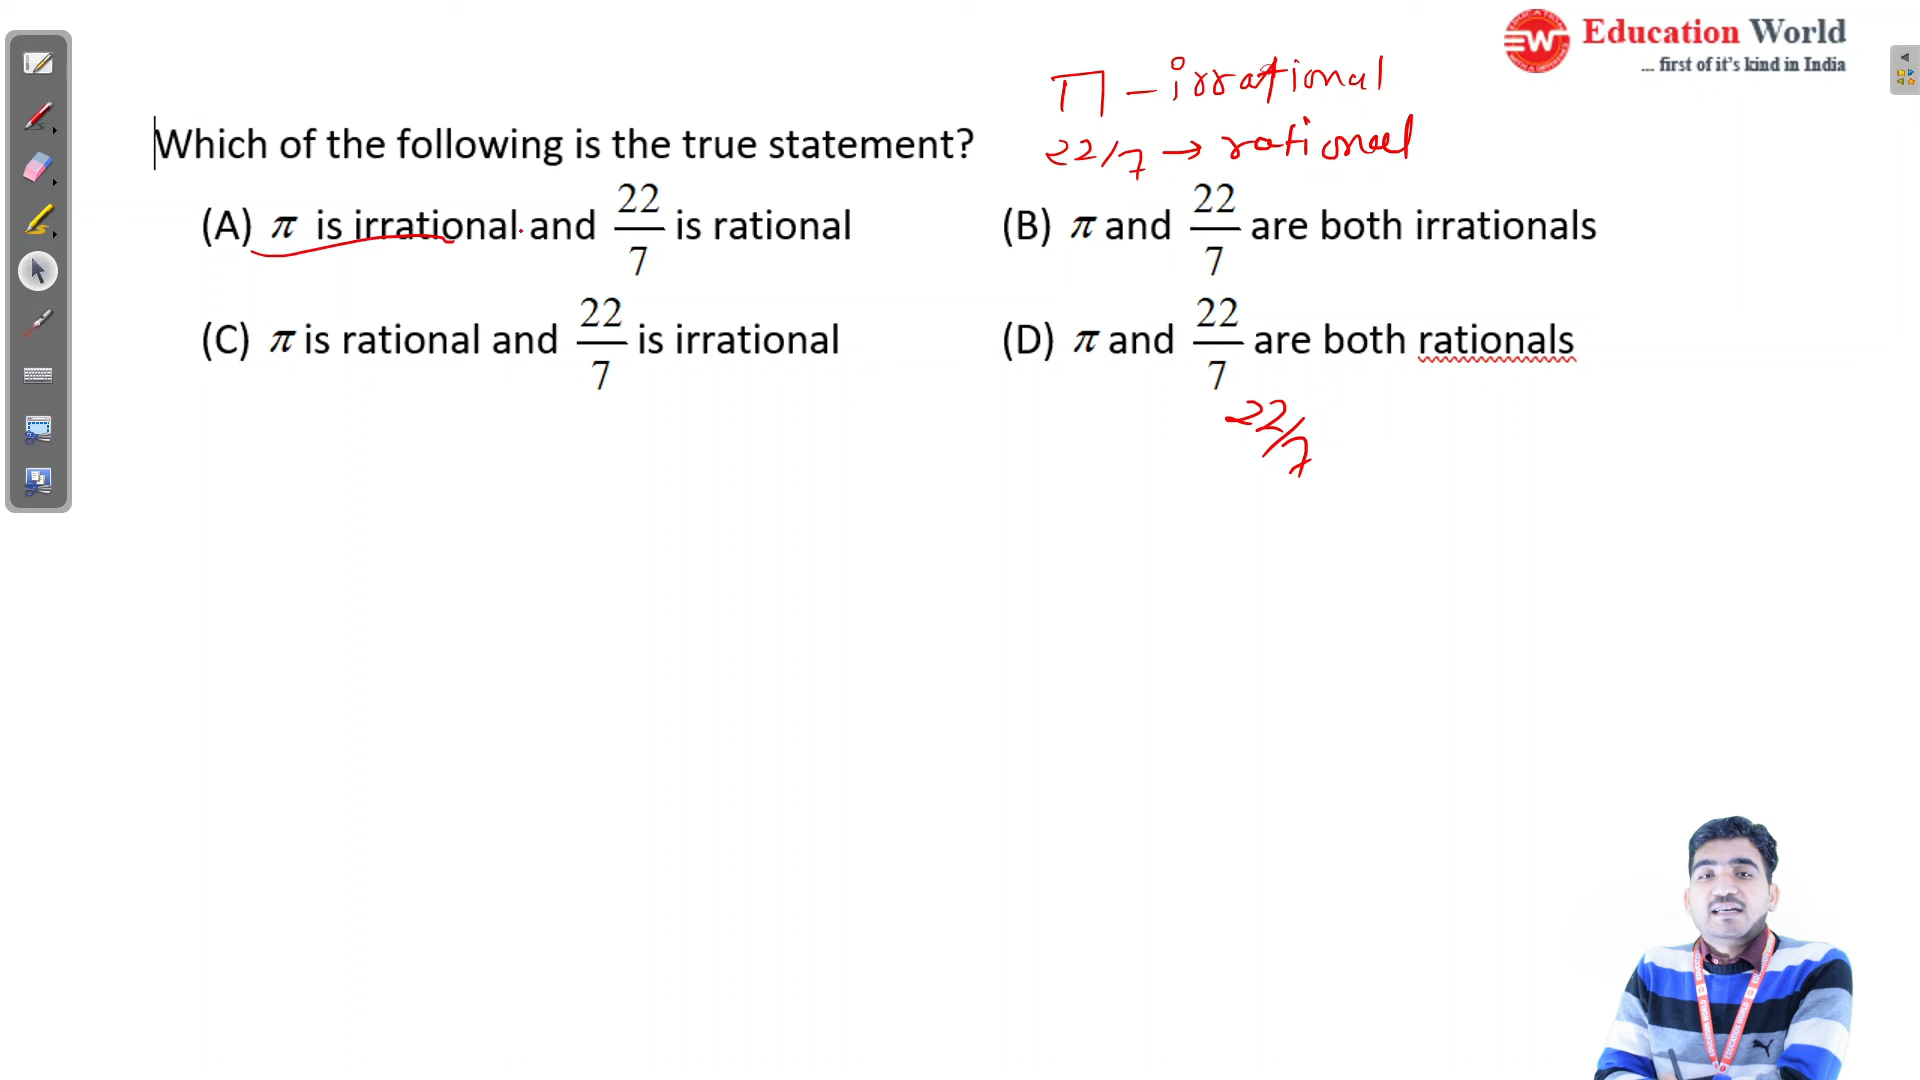 Education World
... first of it's kind in India
π - irrational
22/7 → rational
Which of the following is the true statement?
(A) π is irrational and 22/7 is rational
(B) π and 22/7 are both irrationals
(C) π is rational and 22/7 is irrational
(D) π and 22/7 are both rationals
22/7